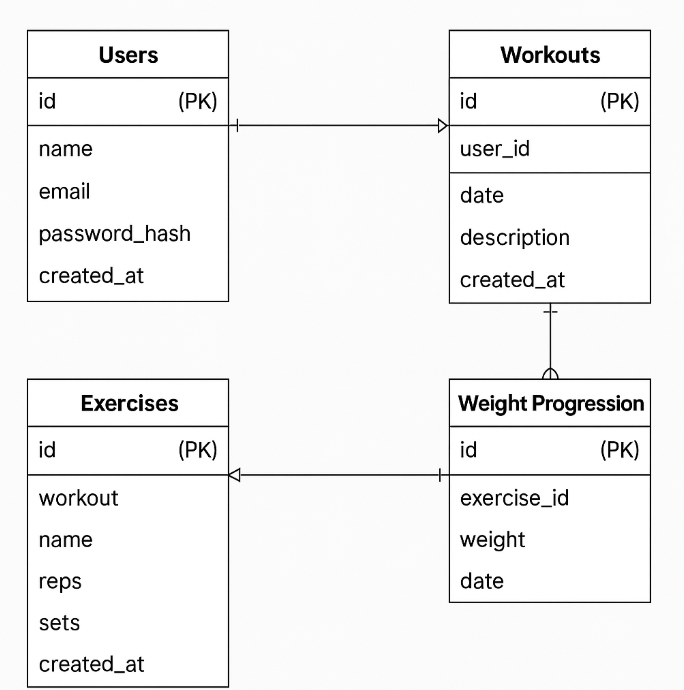 Users
id (PK)
name
email
password_hash
created_at
Workouts
id (PK)
user_id
date
description
created_at
Exercises
id (PK)
workout
name
reps
sets
created_at
Weight Progression
id (PK)
exercise_id
weight
date